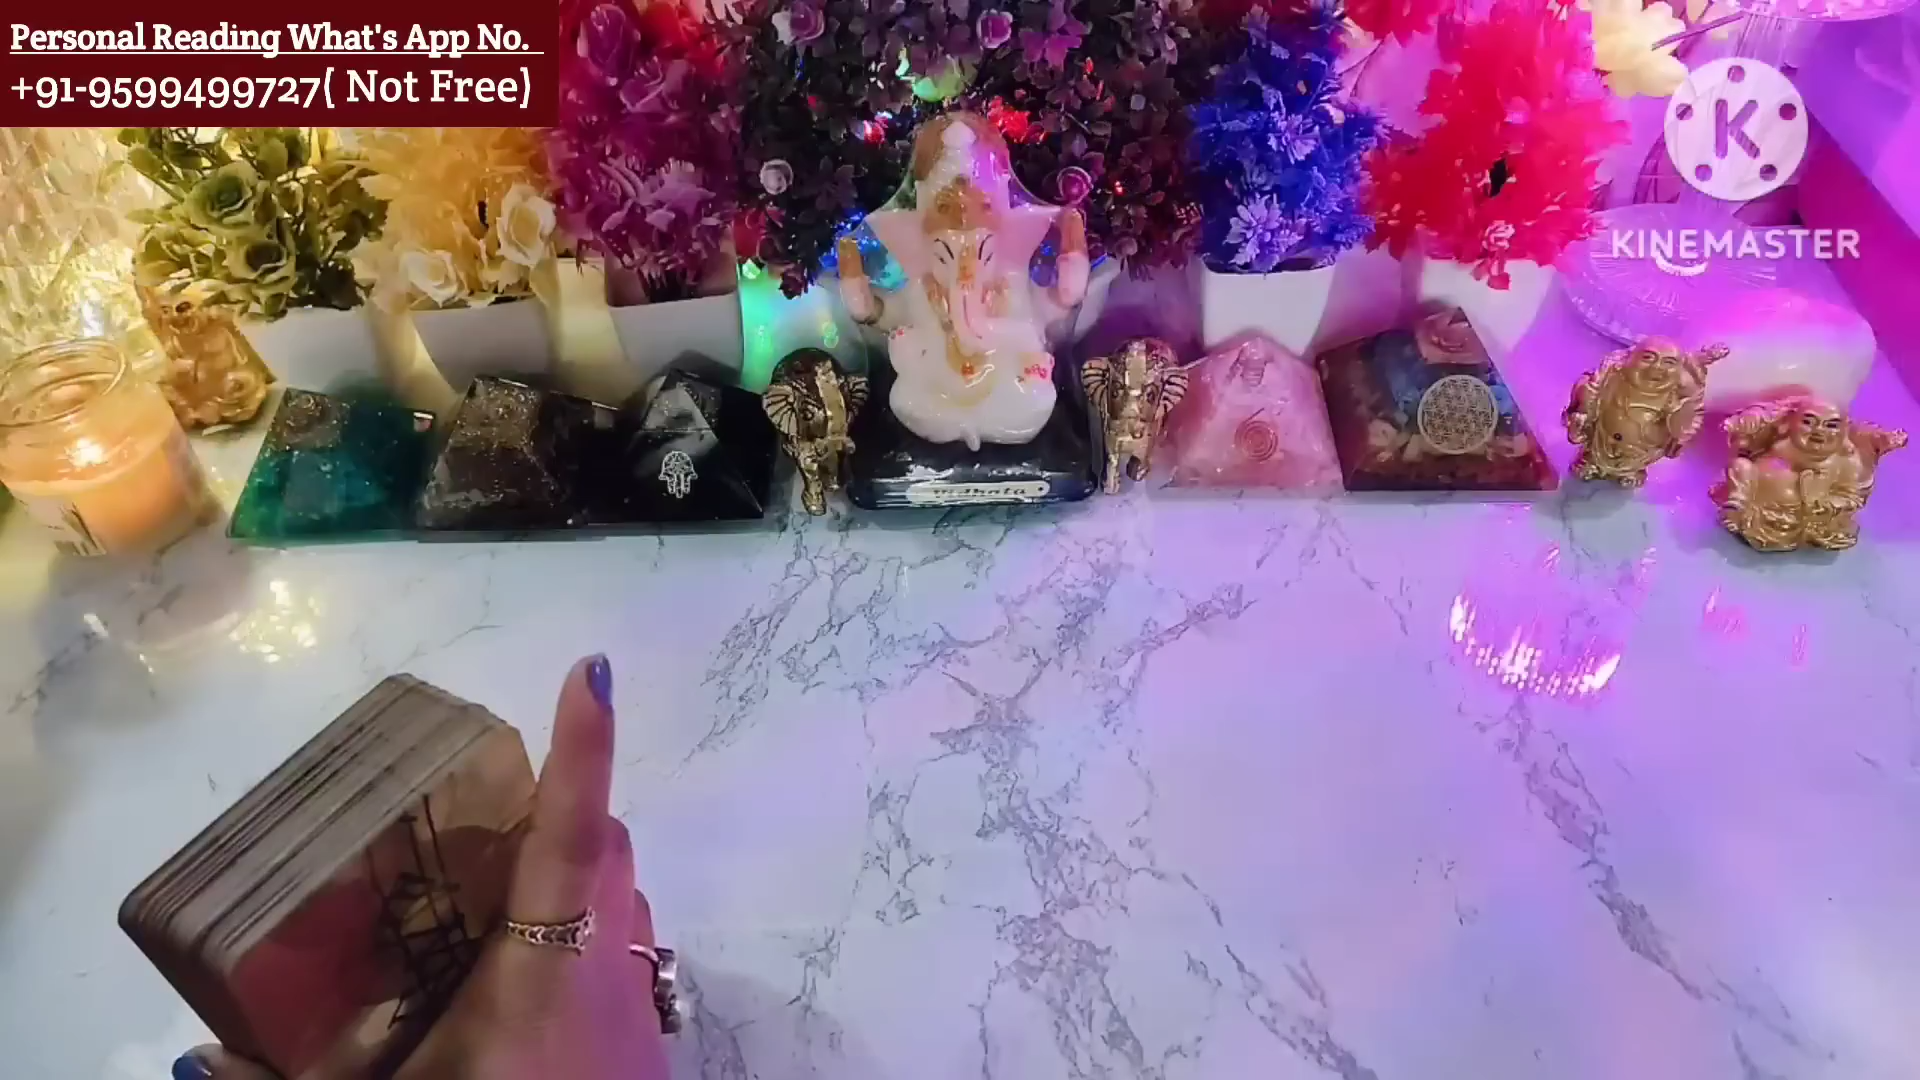 Personal Reading What's App No.
+91-9599499727( Not Free)
K
KINEMASTER